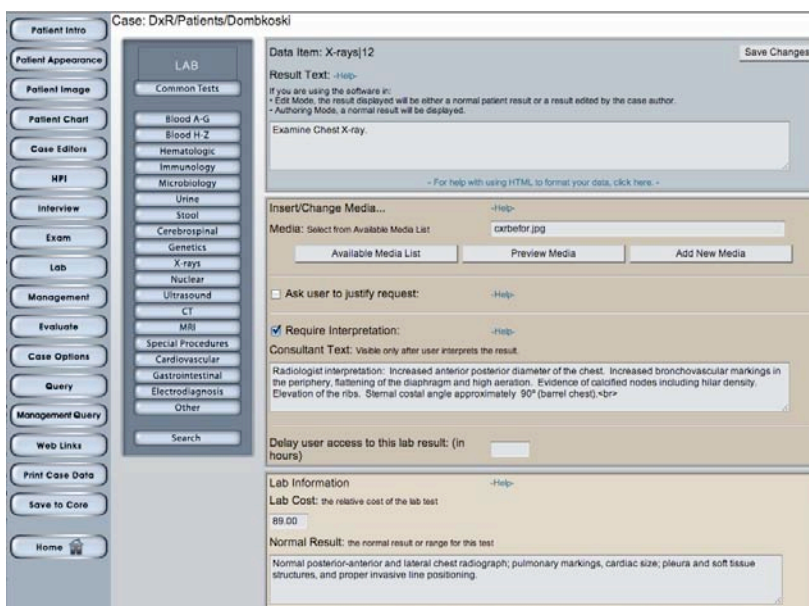 Case: DxR/Patients/Dombkoski
Patient Intro
Patient Appearance
Patient Image
Patient Chart
Case Editors
HPI
Interview
Exam
Lab
Management
Evaluate
Case Options
Query
Management Query
Web Links
Print Case Data
Save to Core
Home
LAB
Common Tests
Blood A-G
Blood H-Z
Hematologic
Immunology
Microbiology
Urine
Stool
Cerebrospinal
Genetics
X-rays
Nuclear
Ultrasound
CT
MRI
Special Procedures
Cardiovascular
Gastrointestinal
Electrodiagnosis
Other
Search
Data Item: X-rays|12
Save Changes
Result Text: -Help-
If you are using the software in:
• Edit Mode, the result displayed will be either a normal patient result or a result edited by the case author.
• Authoring Mode, a normal result will be displayed.
Examine Chest X-ray.
- For help with using HTML to format your data, click here. -
Insert/Change Media... -Help-
Media: Select from Available Media List cxrbefor.jpg
Available Media List Preview Media Add New Media
Ask user to justify request: -Help-
Require Interpretation: -Help-
Consultant Text: Visible only after user interprets the result.
Radiologist interpretation: Increased anterior posterior diameter of the chest. Increased bronchovascular markings in
the periphery, flattening of the diaphragm and high aeration. Evidence of calcified nodes including hilar density.
Elevation of the ribs. Sternal costal angle approximately 90º (barrel chest).<br>
Delay user access to this lab result: (in
hours)
Lab Information -Help-
Lab Cost: the relative cost of the lab test
89.00
Normal Result: the normal result or range for this test
Normal posterior-anterior and lateral chest radiograph; pulmonary markings, cardiac size; pleura and soft tissue
structures, and proper invasive line positioning.